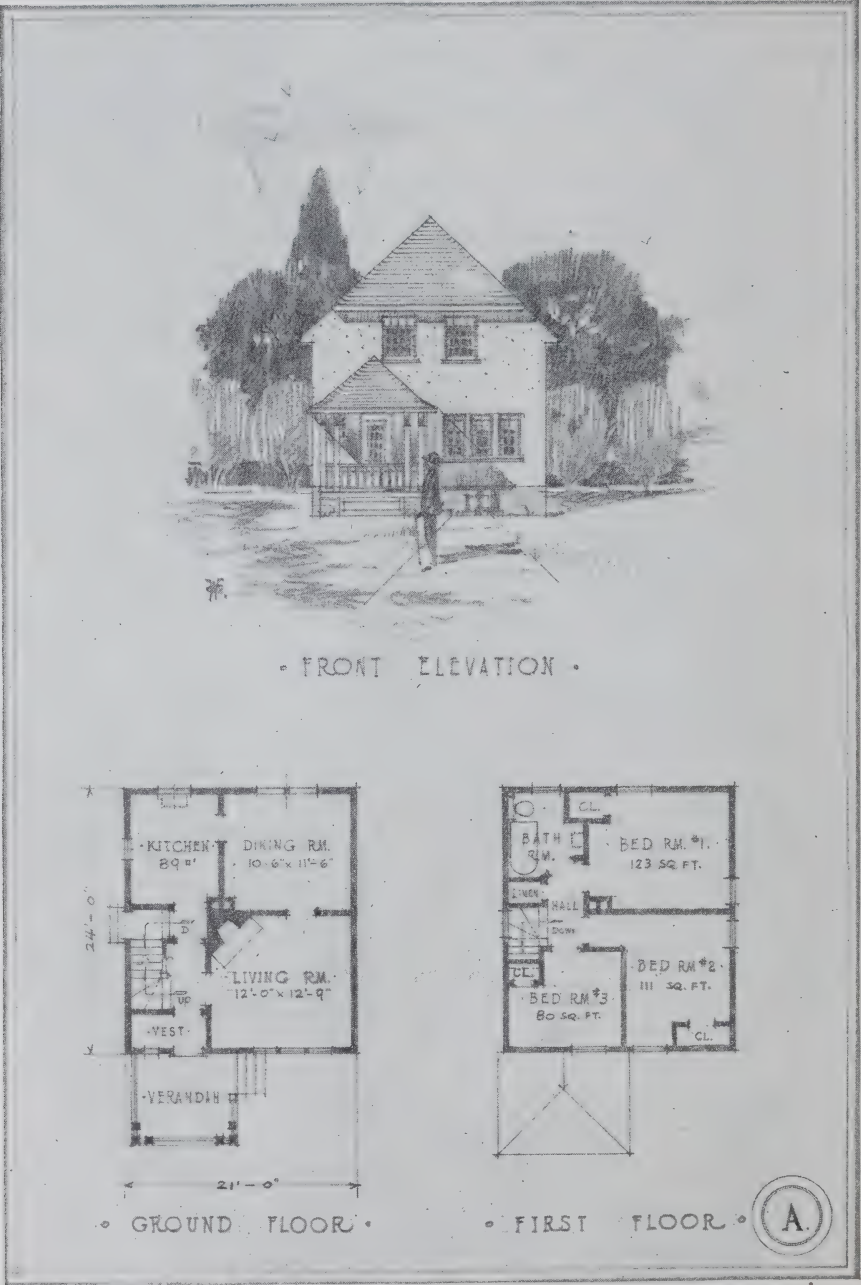 · FRONT ELEVATION ·
· KITCHEN ·
89 □'
DINING RM.
10'-6" x 11'-6"
24'-0"
D
LIVING RM.
12'-0" x 12'-9"
UP
· VEST ·
· VERANDAH
21'-0"
· GROUND FLOOR ·
CL.
BATH RM.
BED RM. #1.
123 SQ. FT.
LINEN
HALL
DOWN
CL.
· BED RM #2 ·
111 SQ. FT.
· BED RM #3 ·
80 SQ. FT.
CL.
· FIRST FLOOR ·
A.